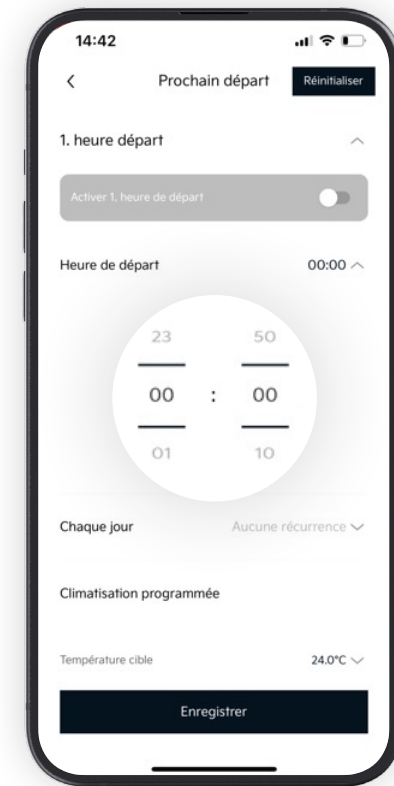 14:42
Prochain départ
Réinitialiser
1. heure départ
Activer 1. heure de départ
Heure de départ 00:00
23 50
00 : 00
01 10
Chaque jour Aucune récurrence
Climatisation programmée
Température cible 24.0°C
Enregistrer